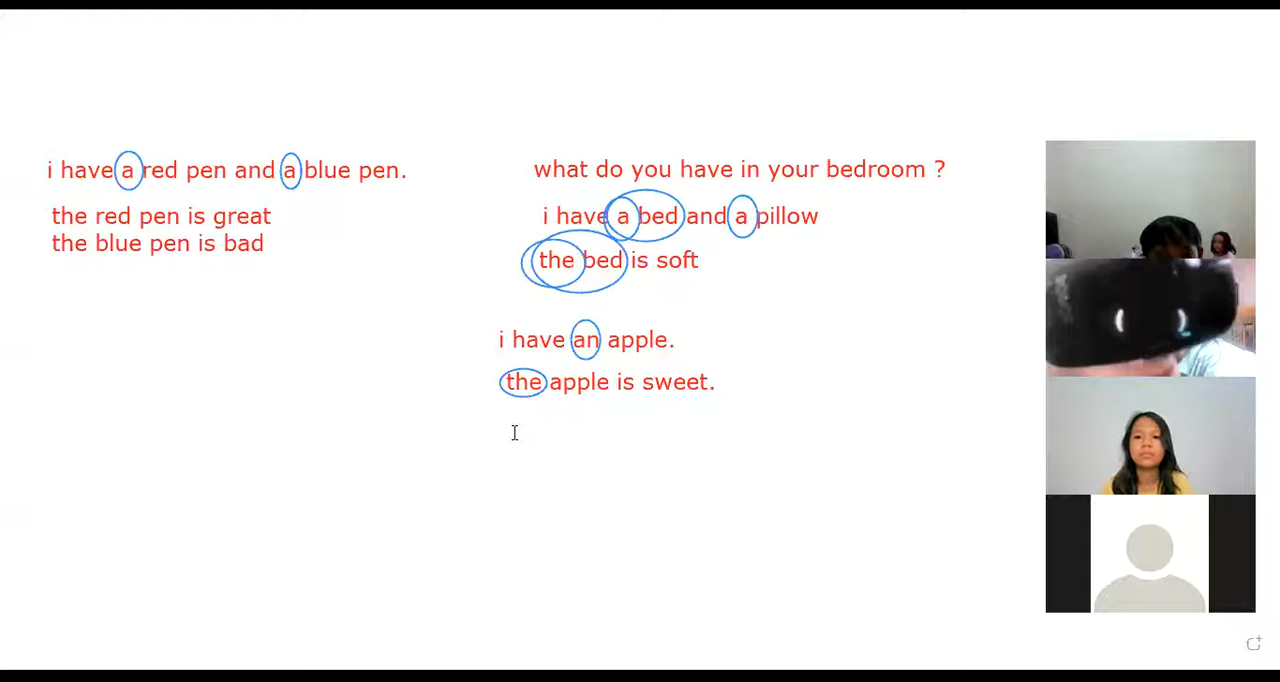 i have a red pen and a blue pen.
the red pen is great
the blue pen is bad
what do you have in your bedroom ?
i have a bed and a pillow
the bed is soft
i have an apple.
the apple is sweet.